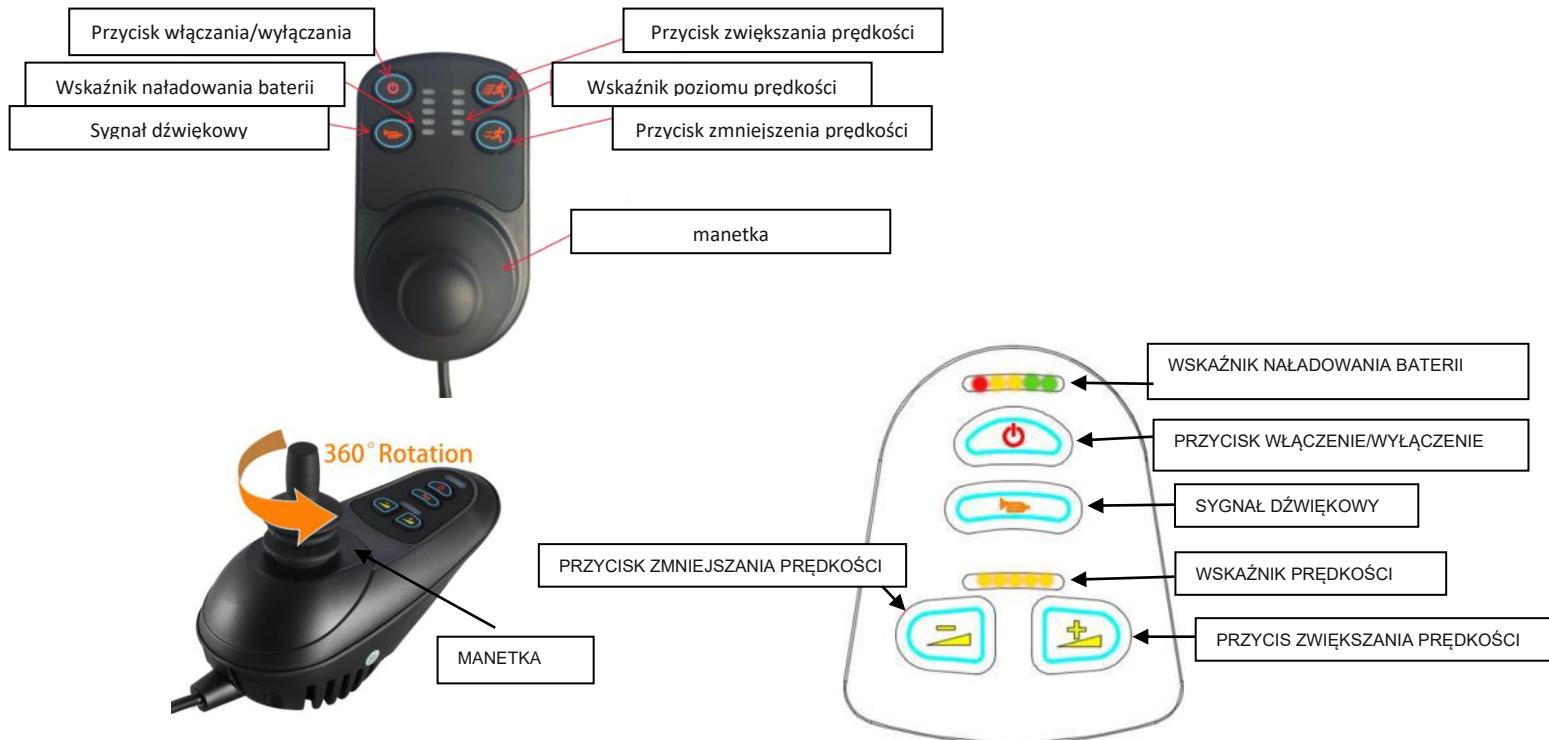 Przycisk włączania/wyłączania
Przycisk zwiększania prędkości
Wskaźnik naładowania baterii
Wskaźnik poziomu prędkości
Sygnał dźwiękowy
Przycisk zmniejszenia prędkości
manetka
360° Rotation
MANETKA
WSKAŹNIK NAŁADOWANIA BATERII
PRZYCISK WŁĄCZENIE/WYŁĄCZENIE
SYGNAŁ DŹWIĘKOWY
PRZYCISK ZMNIEJSZANIA PRĘDKOŚCI
WSKAŹNIK PRĘDKOŚCI
PRZYCIS ZWIĘKSZANIA PRĘDKOŚCI